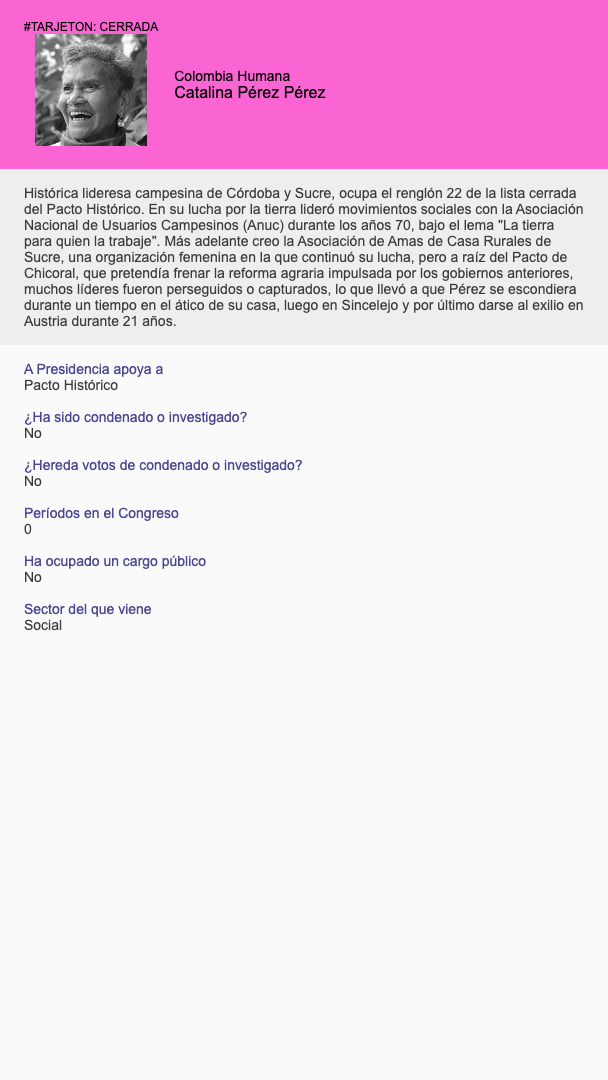 #TARJETON: CERRADA
Colombia Humana
Catalina Pérez Pérez
Histórica lideresa campesina de Córdoba y Sucre, ocupa el renglón 22 de la lista cerrada
del Pacto Histórico. En su lucha por la tierra lideró movimientos sociales con la Asociación
Nacional de Usuarios Campesinos (Anuc) durante los años 70, bajo el lema "La tierra
para quien la trabaje". Más adelante creo la Asociación de Amas de Casa Rurales de
Sucre, una organización femenina en la que continuó su lucha, pero a raíz del Pacto de
Chicoral, que pretendía frenar la reforma agraria impulsada por los gobiernos anteriores,
muchos líderes fueron perseguidos o capturados, lo que llevó a que Pérez se escondiera
durante un tiempo en el ático de su casa, luego en Sincelejo y por último darse al exilio en
Austria durante 21 años.
A Presidencia apoya a
Pacto Histórico
¿Ha sido condenado o investigado?
No
¿Hereda votos de condenado o investigado?
No
Períodos en el Congreso
0
Ha ocupado un cargo público
No
Sector del que viene
Social